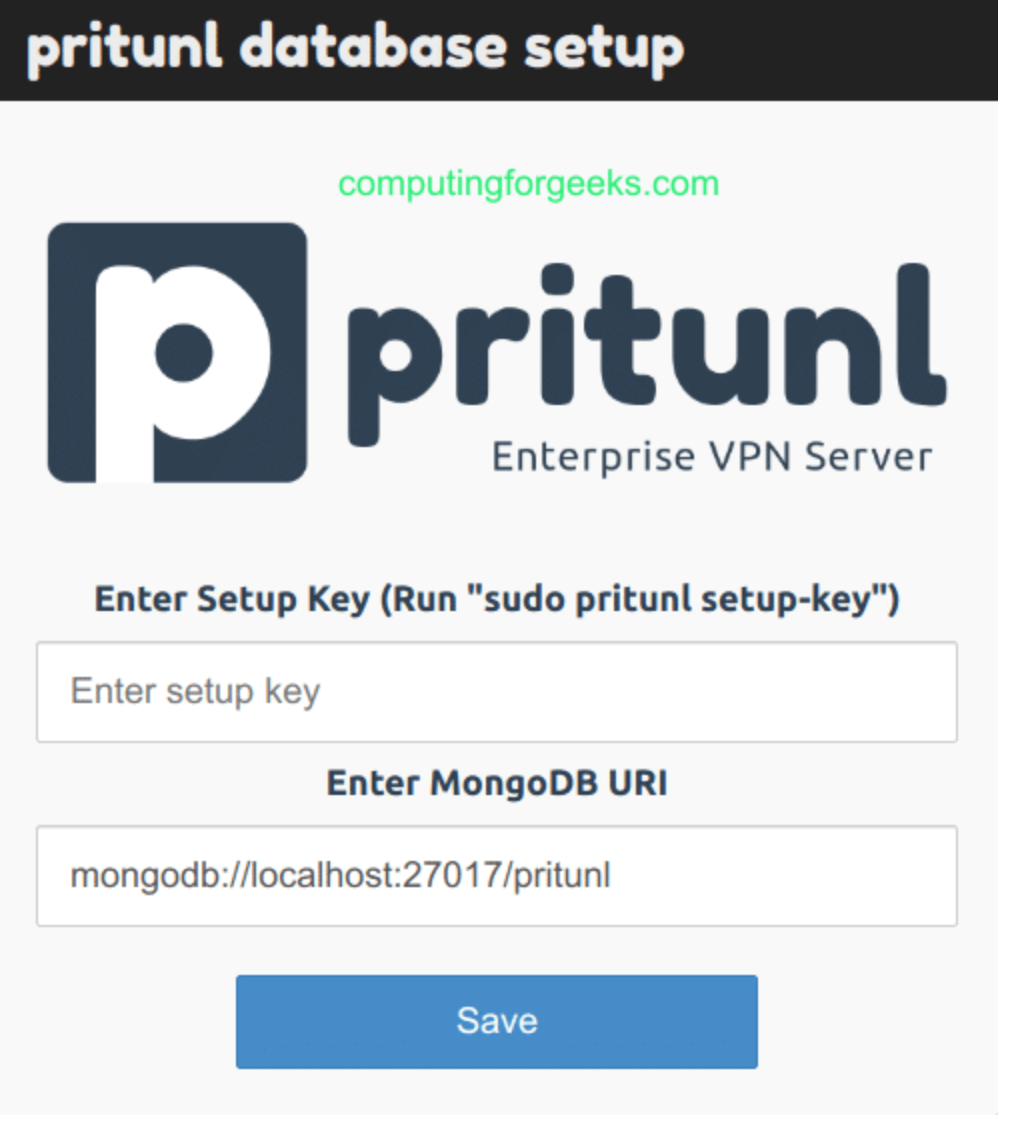 pritunl database setup
computingforgeeks.com
p pritunl
Enterprise VPN Server
Enter Setup Key (Run "sudo pritunl setup-key")
Enter setup key
Enter MongoDB URI
mongodb://localhost:27017/pritunl
Save